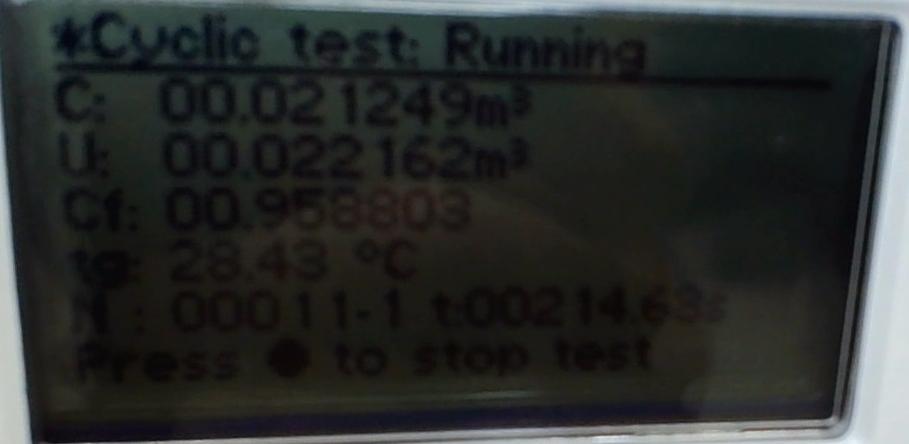 *Cyclic test: Running
C: 00.021249m³
U: 00.022162m³
Cf: 00.958803
tg: 28.43 °C
N : 00011-1 t:00214.63s
Press ● to stop test